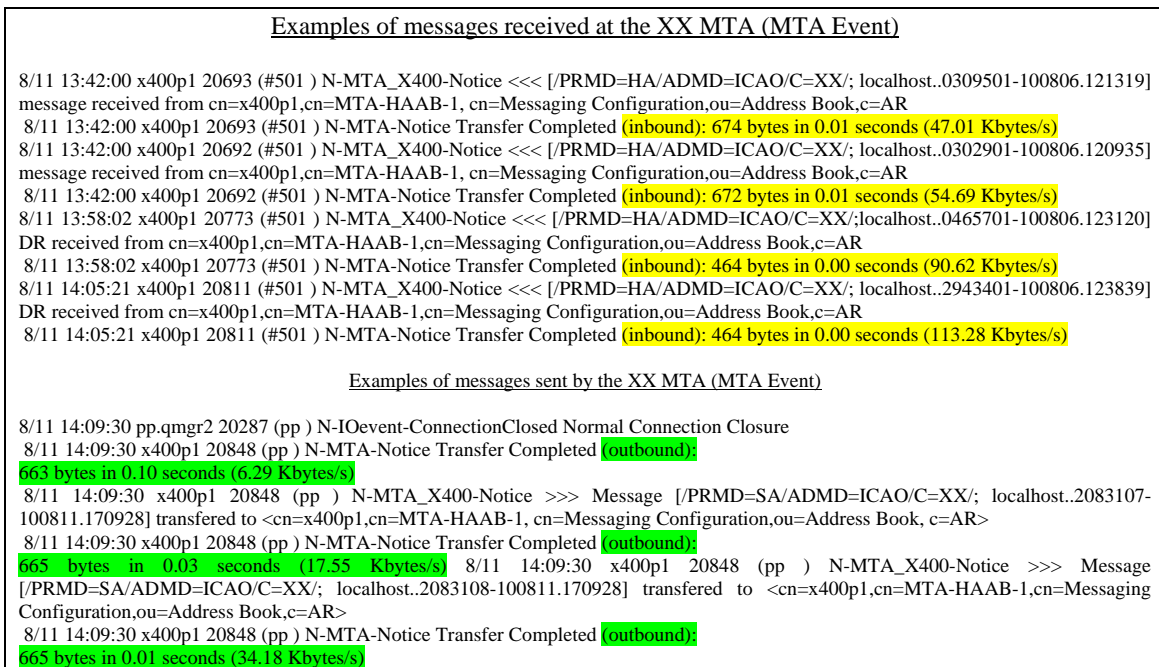 Examples of messages received at the XX MTA (MTA Event)
8/11 13:42:00 x400p1 20693 (#501 ) N-MTA_X400-Notice <<< [/PRMD=HA/ADMD=ICAO/C=XX/; localhost..0309501-100806.121319]
message received from cn=x400p1,cn=MTA-HAAB-1, cn=Messaging Configuration,ou=Address Book,c=AR
8/11 13:42:00 x400p1 20693 (#501 ) N-MTA-Notice Transfer Completed (inbound): 674 bytes in 0.01 seconds (47.01 Kbytes/s)
8/11 13:42:00 x400p1 20692 (#501 ) N-MTA_X400-Notice <<< [/PRMD=HA/ADMD=ICAO/C=XX/; localhost..0302901-100806.120935]
message received from cn=x400p1,cn=MTA-HAAB-1, cn=Messaging Configuration,ou=Address Book,c=AR
8/11 13:42:00 x400p1 20692 (#501 ) N-MTA-Notice Transfer Completed (inbound): 672 bytes in 0.01 seconds (54.69 Kbytes/s)
8/11 13:58:02 x400p1 20773 (#501 ) N-MTA_X400-Notice <<< [/PRMD=HA/ADMD=ICAO/C=XX/;localhost..0465701-100806.123120]
DR received from cn=x400p1,cn=MTA-HAAB-1,cn=Messaging Configuration,ou=Address Book,c=AR
8/11 13:58:02 x400p1 20773 (#501 ) N-MTA-Notice Transfer Completed (inbound): 464 bytes in 0.00 seconds (90.62 Kbytes/s)
8/11 14:05:21 x400p1 20811 (#501 ) N-MTA_X400-Notice <<< [/PRMD=HA/ADMD=ICAO/C=XX/; localhost..2943401-100806.123839]
DR received from cn=x400p1,cn=MTA-HAAB-1,cn=Messaging Configuration,ou=Address Book,c=AR
8/11 14:05:21 x400p1 20811 (#501 ) N-MTA-Notice Transfer Completed (inbound): 464 bytes in 0.00 seconds (113.28 Kbytes/s)
Examples of messages sent by the XX MTA (MTA Event)
8/11 14:09:30 pp.qmgr2 20287 (pp ) N-IOevent-ConnectionClosed Normal Connection Closure
8/11 14:09:30 x400p1 20848 (pp ) N-MTA-Notice Transfer Completed (outbound):
663 bytes in 0.10 seconds (6.29 Kbytes/s)
8/11 14:09:30 x400p1 20848 (pp ) N-MTA_X400-Notice >>> Message [/PRMD=SA/ADMD=ICAO/C=XX/; localhost..2083107-
100811.170928] transfered to <cn=x400p1,cn=MTA-HAAB-1, cn=Messaging Configuration,ou=Address Book, c=AR>
8/11 14:09:30 x400p1 20848 (pp ) N-MTA-Notice Transfer Completed (outbound):
665 bytes in 0.03 seconds (17.55 Kbytes/s) 8/11 14:09:30 x400p1 20848 (pp ) N-MTA_X400-Notice >>> Message
[/PRMD=SA/ADMD=ICAO/C=XX/; localhost..2083108-100811.170928] transfered to <cn=x400p1,cn=MTA-HAAB-1,cn=Messaging
Configuration,ou=Address Book,c=AR>
8/11 14:09:30 x400p1 20848 (pp ) N-MTA-Notice Transfer Completed (outbound):
665 bytes in 0.01 seconds (34.18 Kbytes/s)